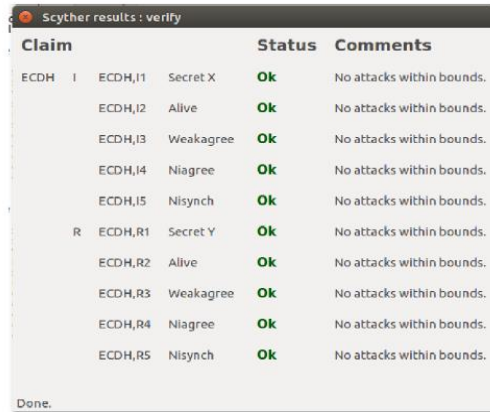 Scyther results : verify
Claim Status Comments
ECDH I ECDH,I1 Secret X Ok No attacks within bounds.
ECDH,I2 Alive Ok No attacks within bounds.
ECDH,I3 Weakagree Ok No attacks within bounds.
ECDH,I4 Niagree Ok No attacks within bounds.
ECDH,I5 Nisynch Ok No attacks within bounds.
R ECDH,R1 Secret Y Ok No attacks within bounds.
ECDH,R2 Alive Ok No attacks within bounds.
ECDH,R3 Weakagree Ok No attacks within bounds.
ECDH,R4 Niagree Ok No attacks within bounds.
ECDH,R5 Nisynch Ok No attacks within bounds.
Done.